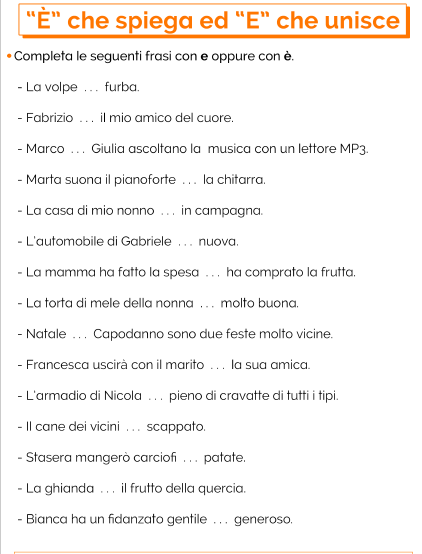 “È” che spiega ed “E” che unisce
• Completa le seguenti frasi con e oppure con è.
- La volpe ... furba.
- Fabrizio ... il mio amico del cuore.
- Marco ... Giulia ascoltano la musica con un lettore MP3.
- Marta suona il pianoforte ... la chitarra.
- La casa di mio nonno ... in campagna.
- L'automobile di Gabriele ... nuova.
- La mamma ha fatto la spesa ... ha comprato la frutta.
- La torta di mele della nonna ... molto buona.
- Natale ... Capodanno sono due feste molto vicine.
- Francesca uscirà con il marito ... la sua amica.
- L'armadio di Nicola ... pieno di cravatte di tutti i tipi.
- Il cane dei vicini ... scappato.
- Stasera mangerò carciofi ... patate.
- La ghianda ... il frutto della quercia.
- Bianca ha un fidanzato gentile ... generoso.